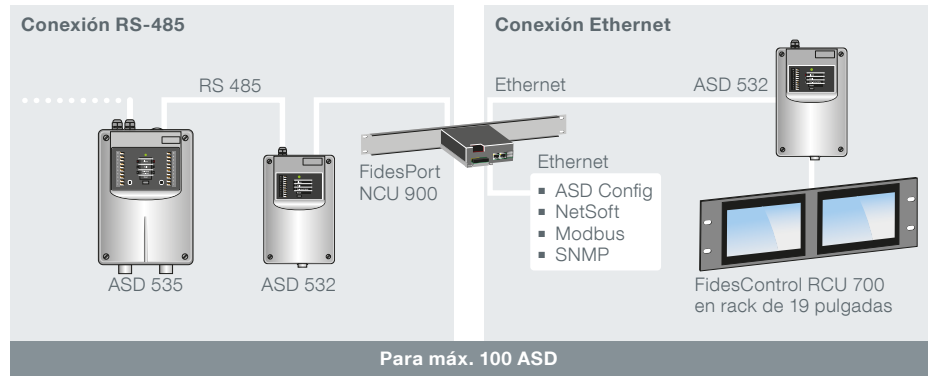 Conexión RS-485
RS 485
ASD 535
ASD 532
FidesPort
NCU 900
Conexión Ethernet
Ethernet
ASD 532
Ethernet
▪ ASD Config
▪ NetSoft
▪ Modbus
▪ SNMP
FidesControl RCU 700
en rack de 19 pulgadas
Para máx. 100 ASD